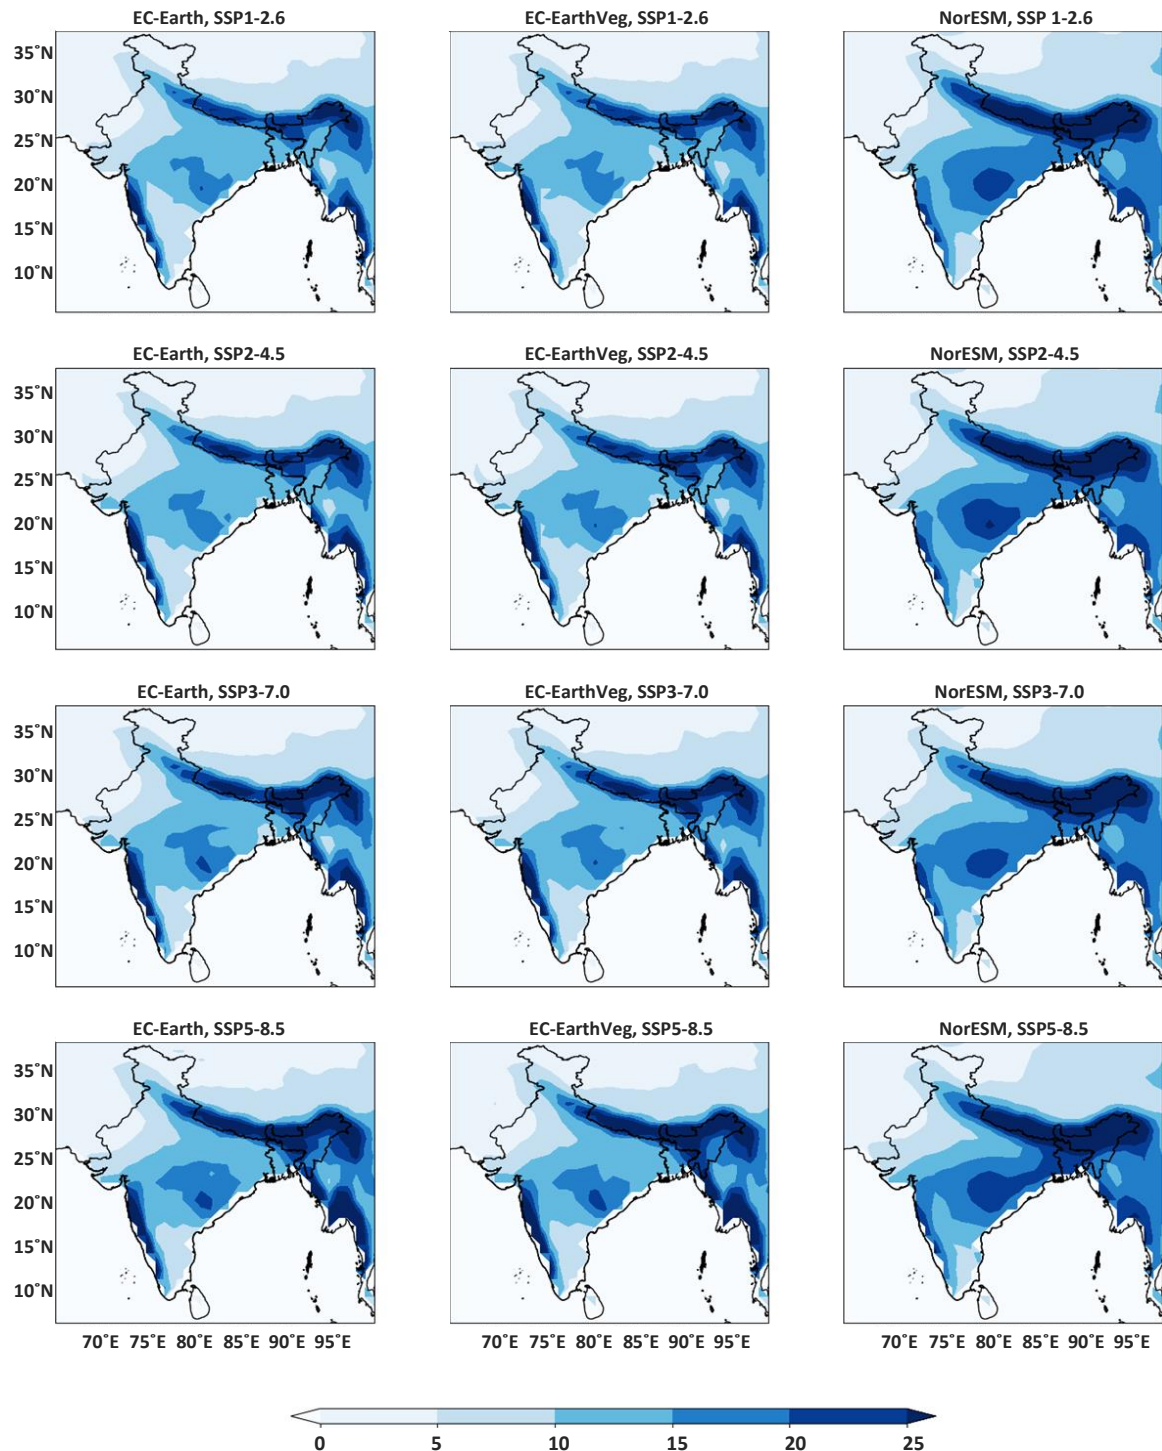 EC-Earth, SSP1-2.6 EC-EarthVeg, SSP1-2.6 NorESM, SSP 1-2.6
35˚N
30˚N
25˚N
20˚N
15˚N
10˚N
EC-Earth, SSP2-4.5 EC-EarthVeg, SSP2-4.5 NorESM, SSP2-4.5
35˚N
30˚N
25˚N
20˚N
15˚N
10˚N
EC-Earth, SSP3-7.0 EC-EarthVeg, SSP3-7.0 NorESM, SSP3-7.0
35˚N
30˚N
25˚N
20˚N
15˚N
10˚N
EC-Earth, SSP5-8.5 EC-EarthVeg, SSP5-8.5 NorESM, SSP5-8.5
35˚N
30˚N
25˚N
20˚N
15˚N
10˚N
70˚E 75˚E 80˚E 85˚E 90˚E 95˚E 70˚E 75˚E 80˚E 85˚E 90˚E 95˚E 70˚E 75˚E 80˚E 85˚E 90˚E 95˚E
0 5 10 15 20 25